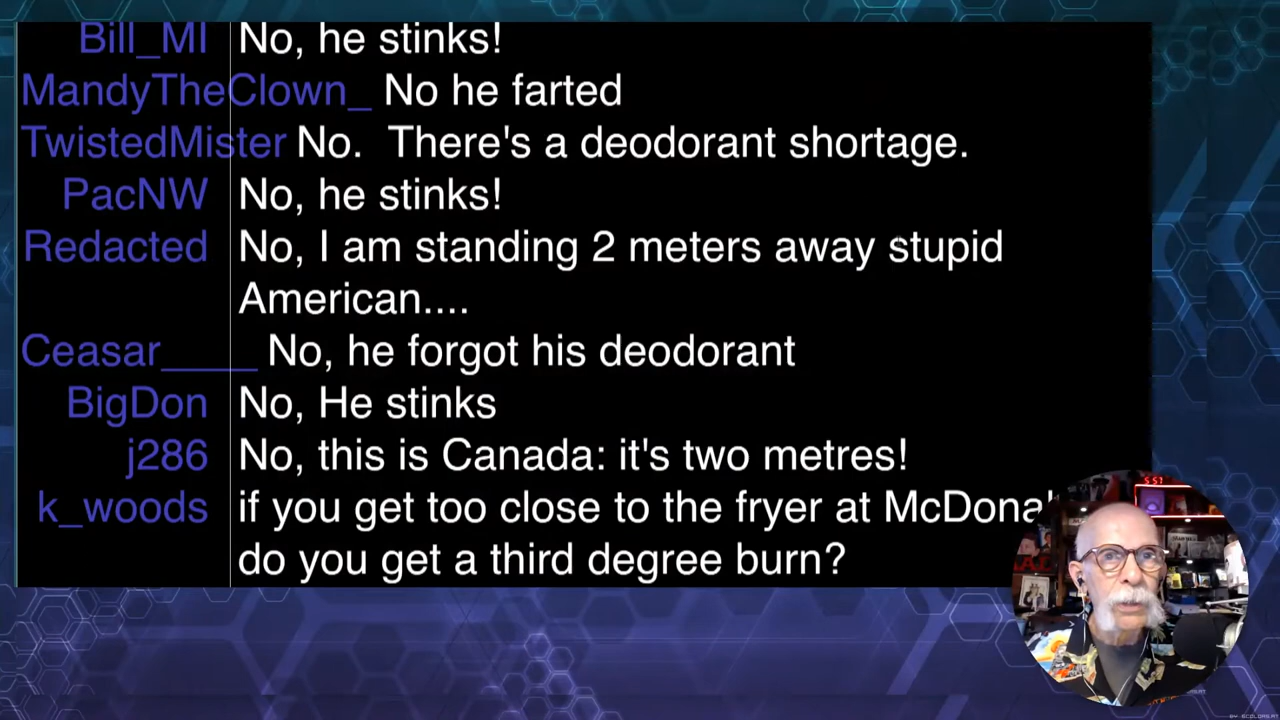 Bill_MI No, he stinks!
MandyTheClown_ No he farted
TwistedMister No.  There's a deodorant shortage.
PacNW No, he stinks!
Redacted No, I am standing 2 meters away stupid
American....
Ceasar_____ No, he forgot his deodorant
BigDon No, He stinks
j286 No, this is Canada: it's two metres!
k_woods if you get too close to the fryer at McDona
do you get a third degree burn?
5:51